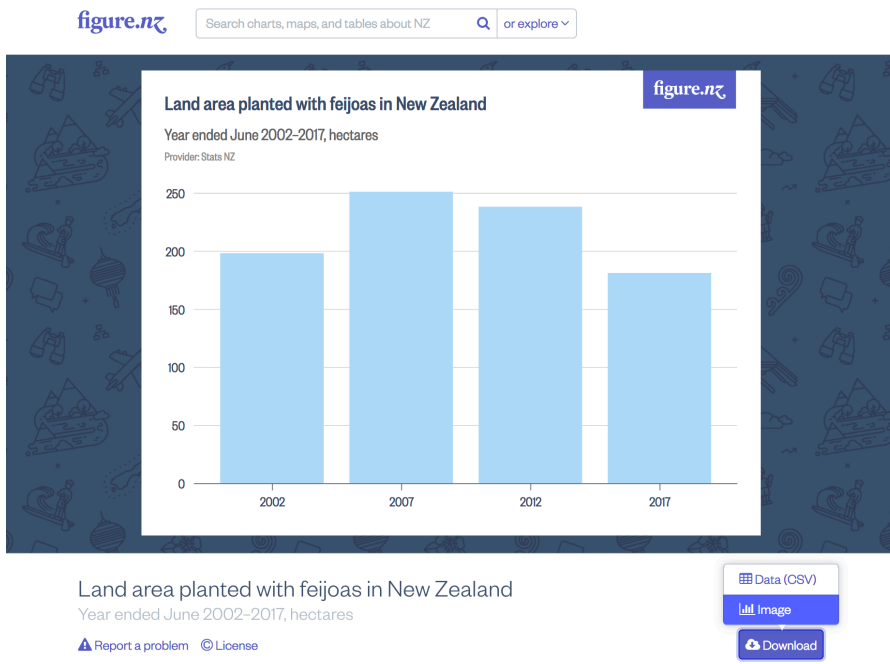 figure.nz
Search charts, maps, and tables about NZ
or explore
figure.nz
Land area planted with feijoas in New Zealand
Year ended June 2002–2017, hectares
Provider: Stats NZ
250
200
150
100
50
0
2002 2007 2012 2017
Land area planted with feijoas in New Zealand
Year ended June 2002–2017, hectares
Data (CSV)
Image
Report a problem © License
Download